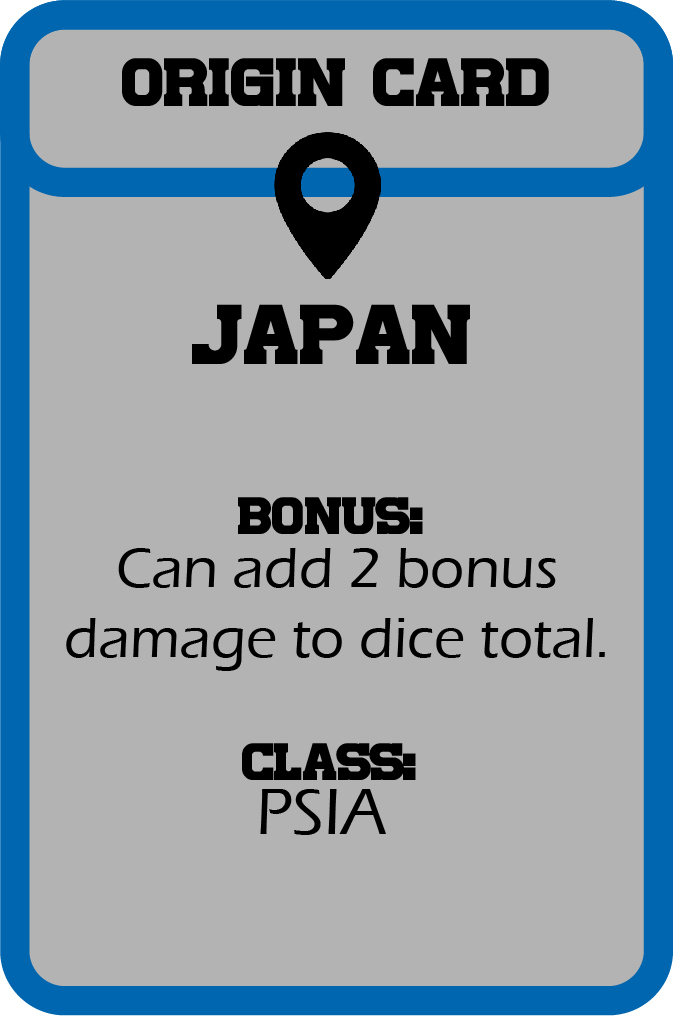 ORIGIN CARD
JAPAN
BONUS:
Can add 2 bonus
damage to dice total.
CLASS:
PSIA